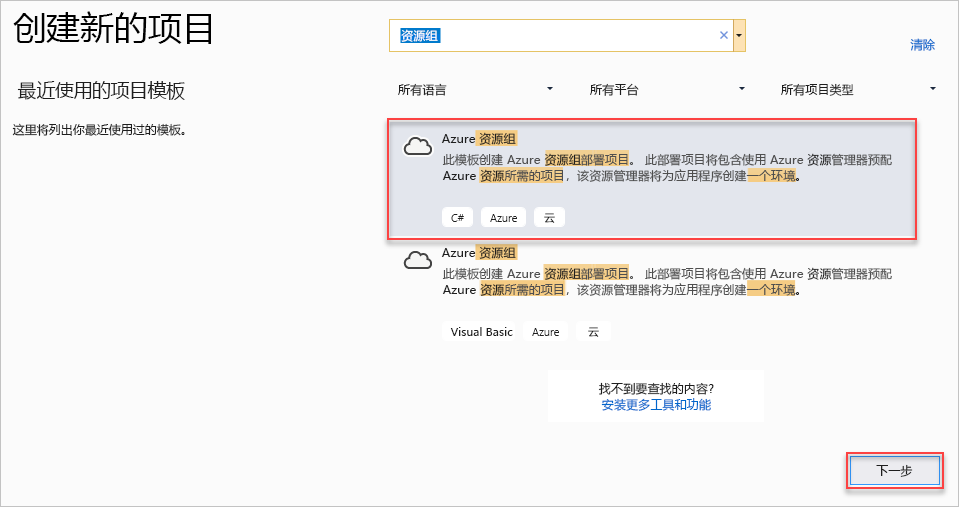 创建新的项目
资源组
清除
最近使用的项目模板
所有语言
所有平台
所有项目类型
这里将列出你最近使用过的模板。
Azure 资源组
此模板创建 Azure 资源组部署项目。 此部署项目将包含使用 Azure 资源管理器预配
Azure 资源所需的项目，该资源管理器将为应用程序创建一个环境。
C# Azure 云
Azure 资源组
此模板创建 Azure 资源组部署项目。 此部署项目将包含使用 Azure 资源管理器预配
Azure 资源所需的项目，该资源管理器将为应用程序创建一个环境。
Visual Basic Azure 云
找不到要查找的内容?
安装更多工具和功能
下一步